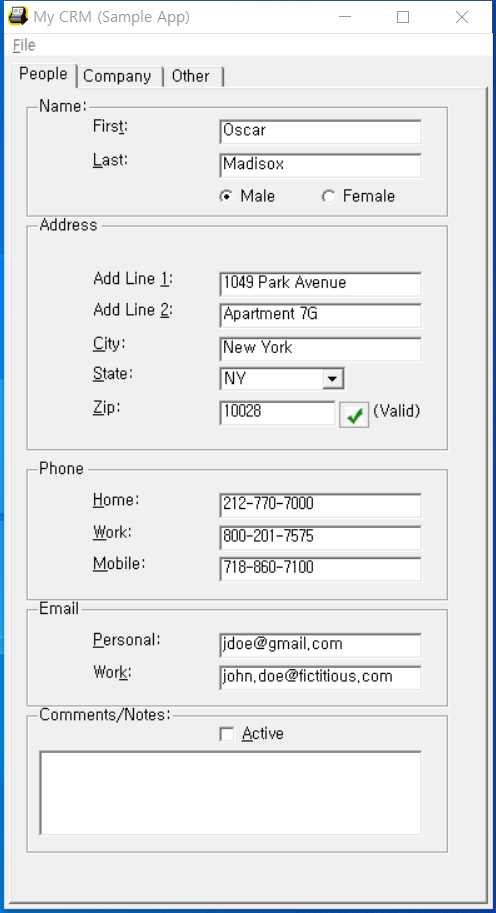 My CRM (Sample App)
File
People Company Other
Name:
First: Oscar
Last: Madisox
Male Female
Address
Add Line 1: 1049 Park Avenue
Add Line 2: Apartment 7G
City: New York
State: NY
Zip: 10028 (Valid)
Phone
Home: 212-770-7000
Work: 800-201-7575
Mobile: 718-860-7100
Email
Personal: jdoe@gmail.com
Work: john.doe@fictitious.com
Comments/Notes:
Active